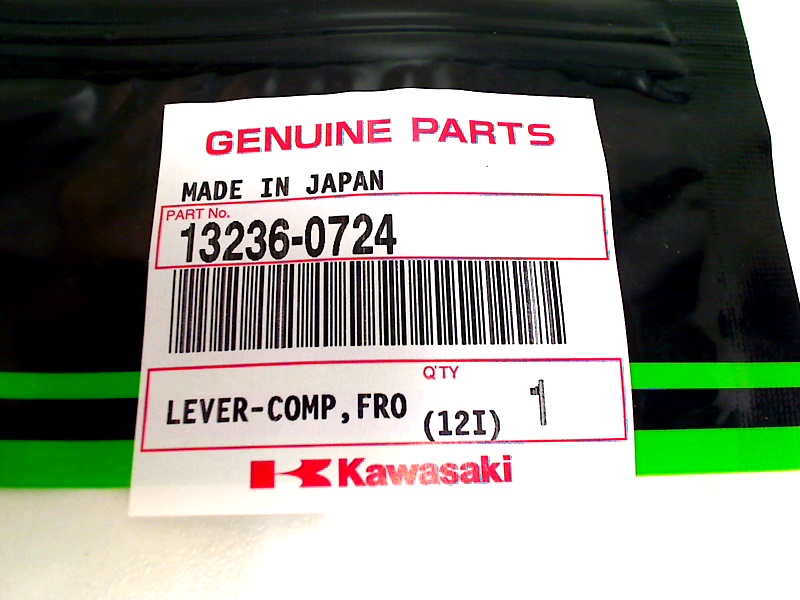 GENUINE PARTS
MADE IN JAPAN
PART No.
13236-0724
Q'TY
LEVER-COMP,FRO (12I) 1
Kawasaki